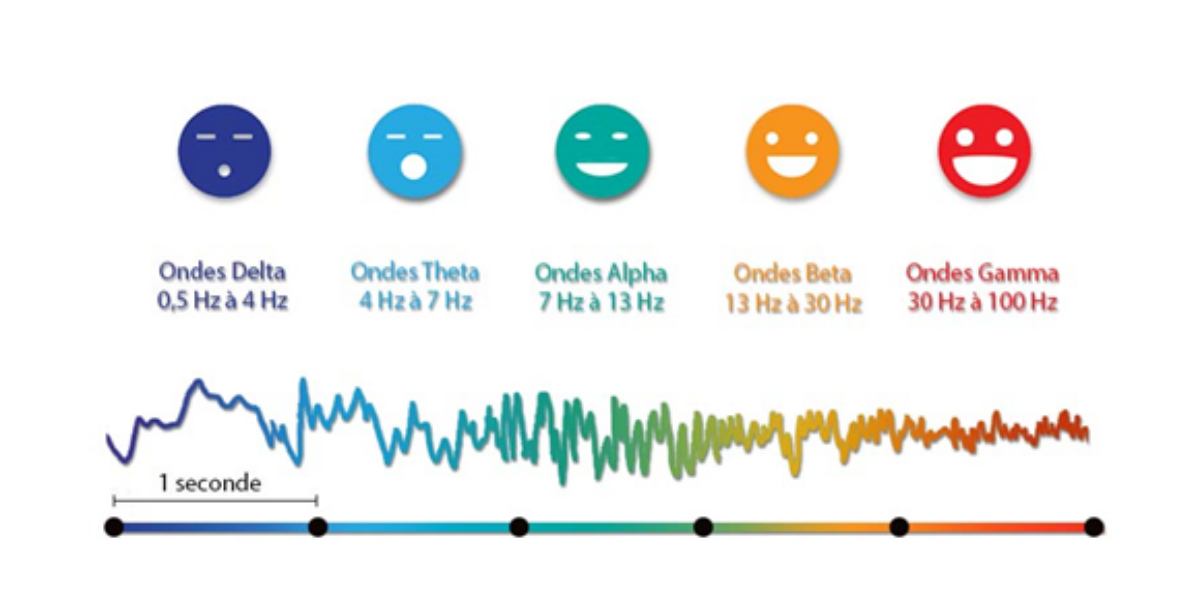 Ondes Delta
0,5 Hz à 4 Hz
Ondes Theta
4 Hz à 7 Hz
Ondes Alpha
7 Hz à 13 Hz
Ondes Beta
13 Hz à 30 Hz
Ondes Gamma
30 Hz à 100 Hz
1 seconde